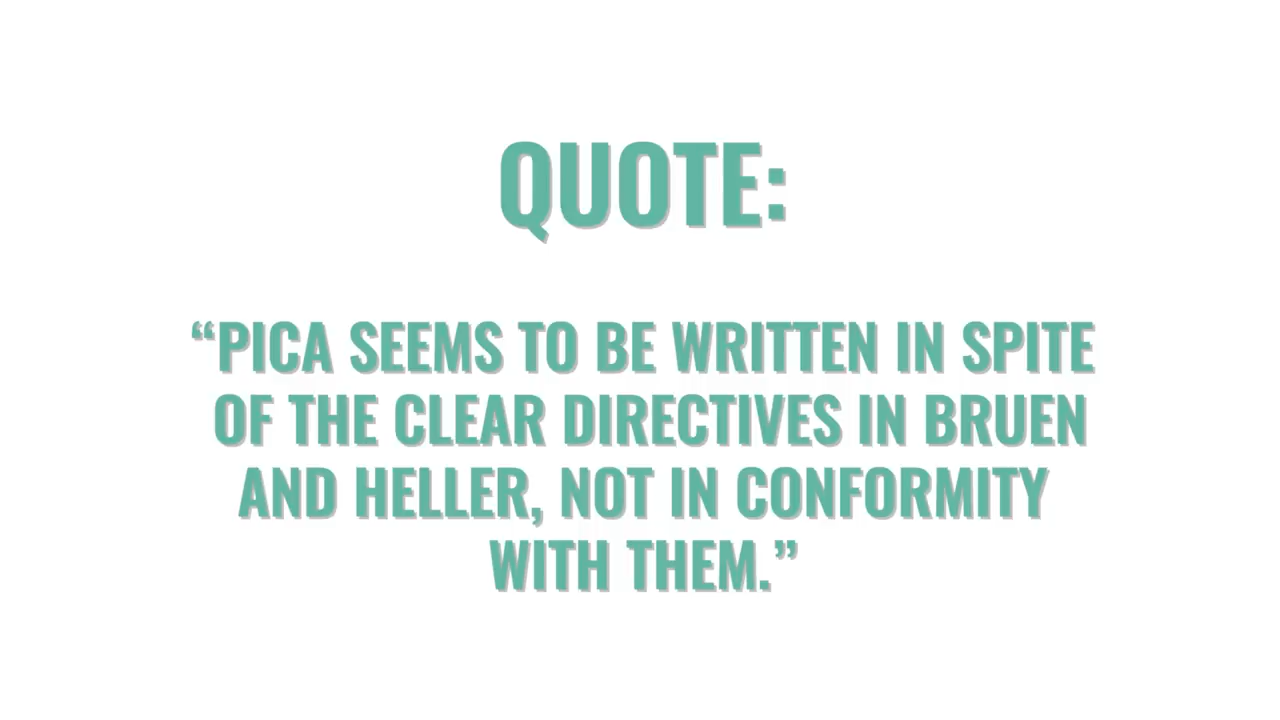 QUOTE:
“PICA SEEMS TO BE WRITTEN IN SPITE
OF THE CLEAR DIRECTIVES IN BRUEN
AND HELLER, NOT IN CONFORMITY
WITH THEM.”